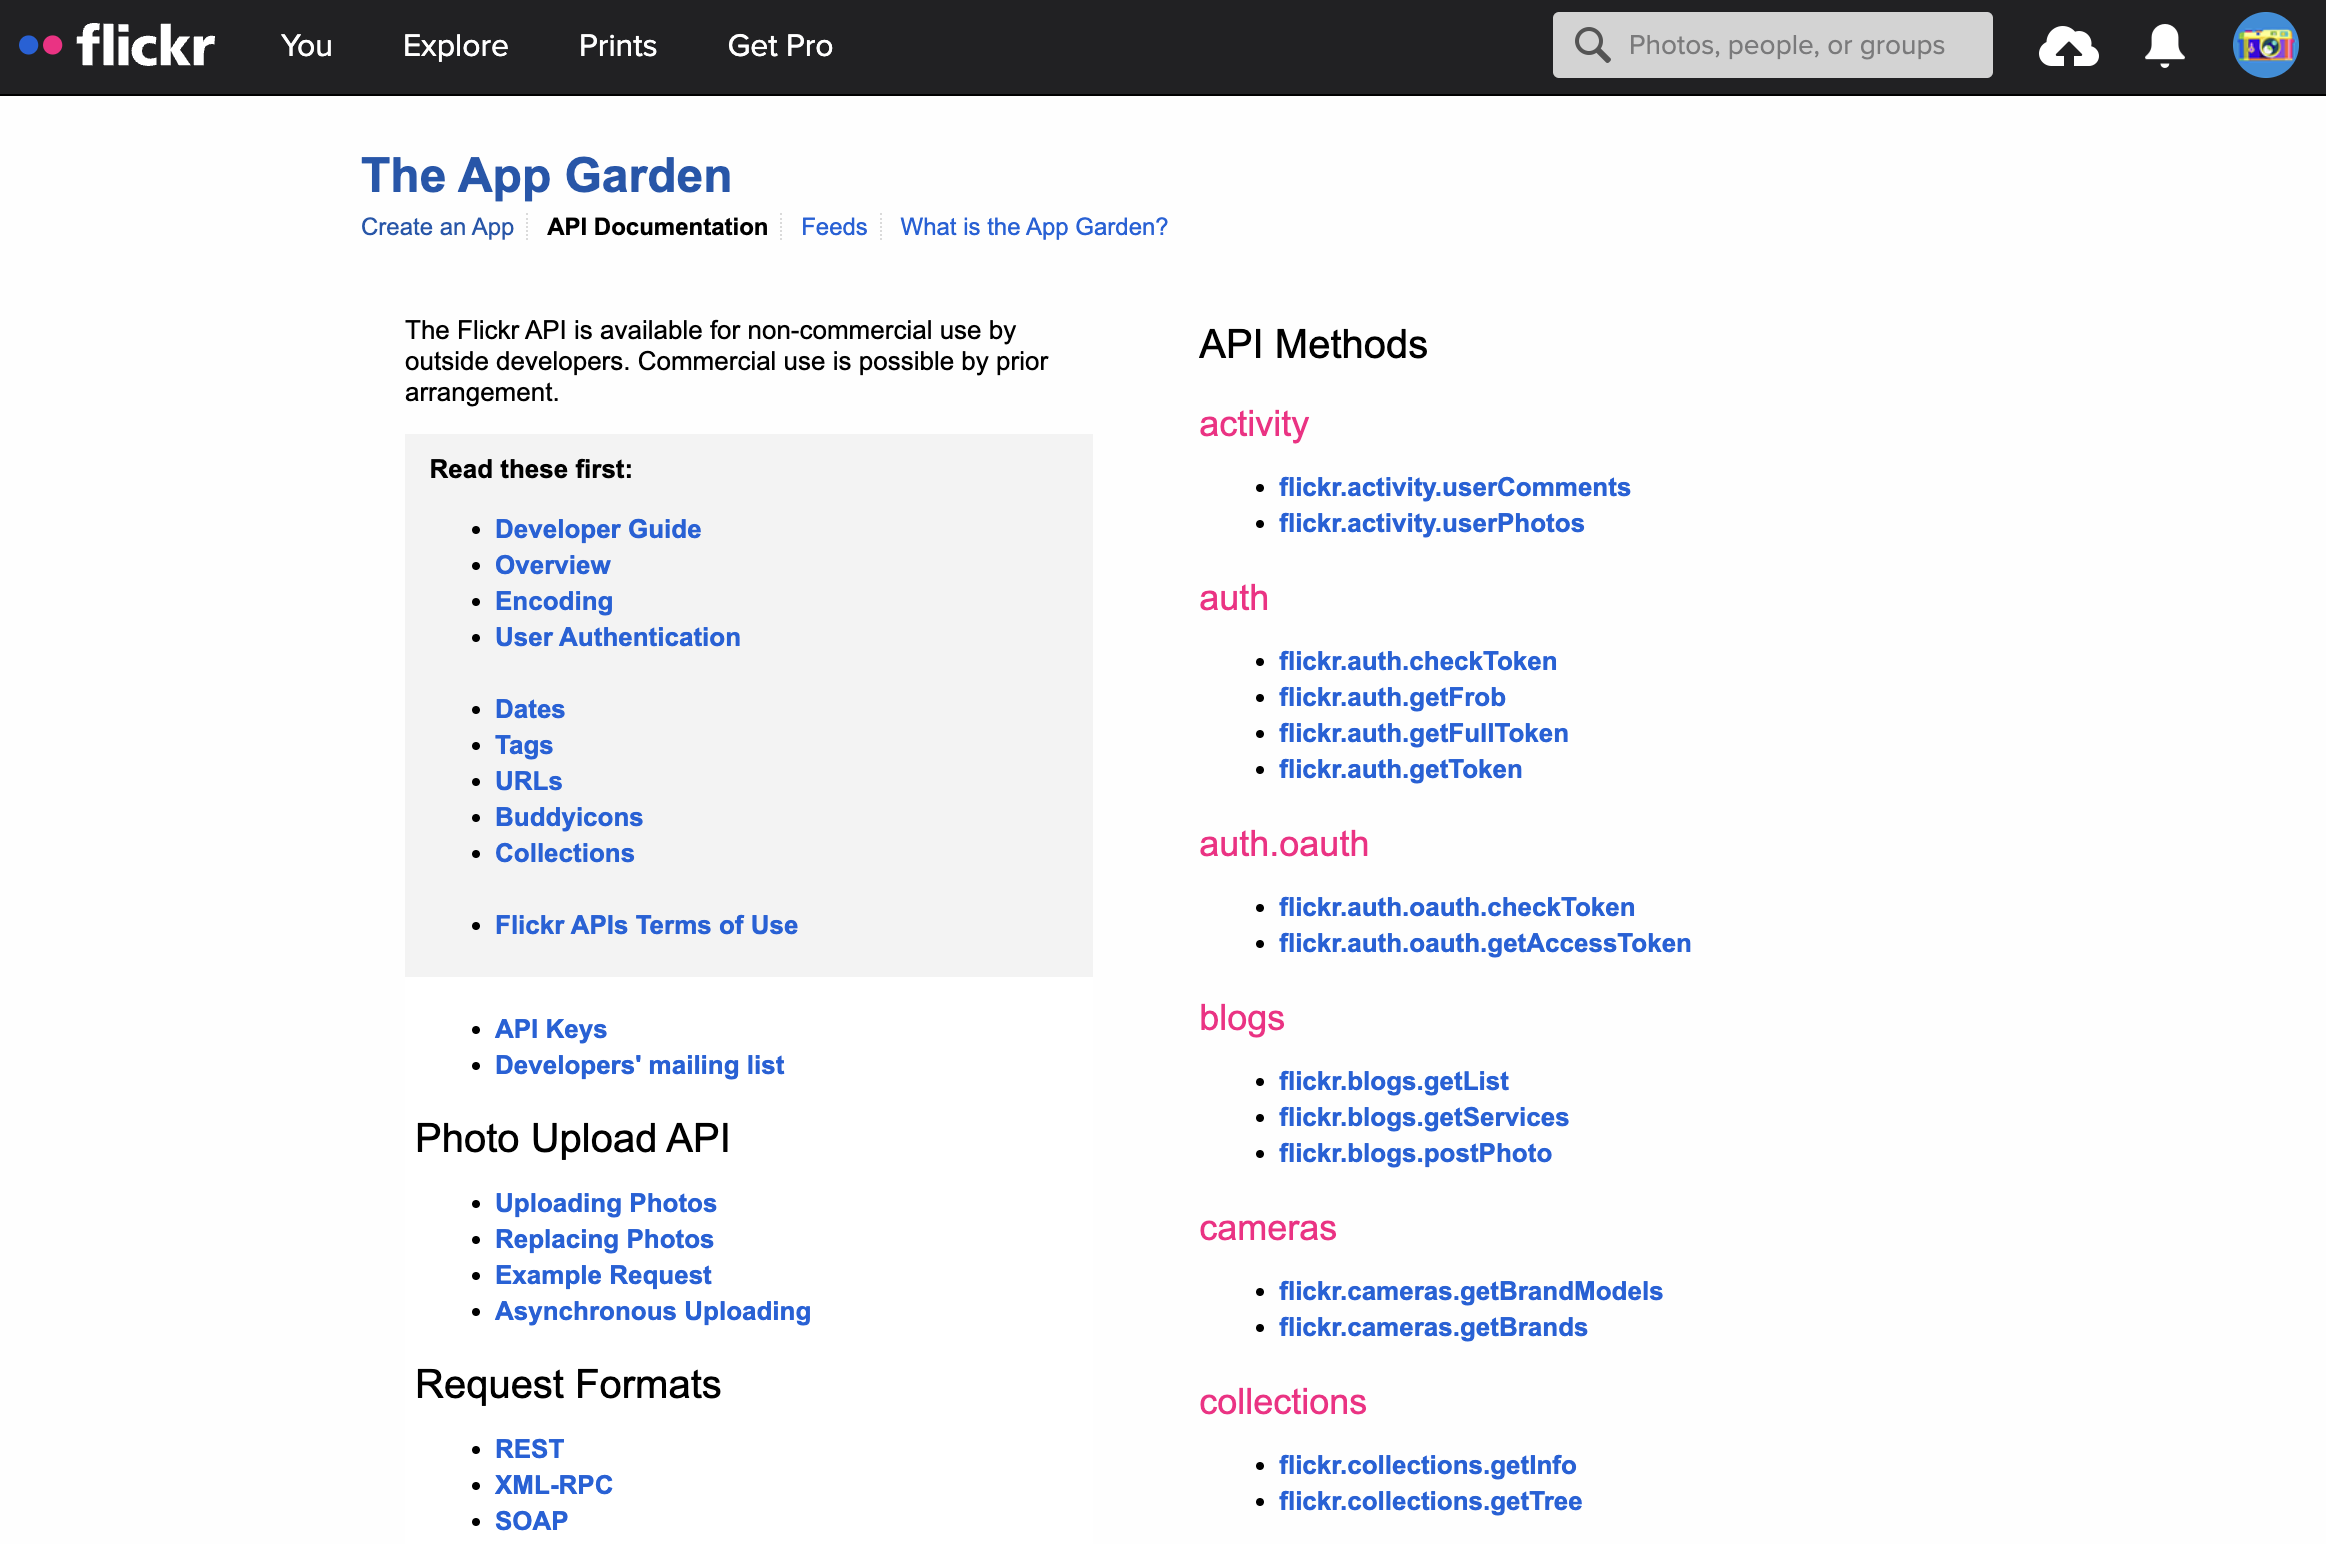 flickr
You
Explore
Prints
Get Pro
Photos, people, or groups
The App Garden
Create an App
API Documentation
Feeds
What is the App Garden?
The Flickr API is available for non-commercial use by
outside developers. Commercial use is possible by prior
arrangement.
Read these first:
Developer Guide
Overview
Encoding
User Authentication
Dates
Tags
URLs
Buddyicons
Collections
Flickr APIs Terms of Use
API Keys
Developers' mailing list
Photo Upload API
Uploading Photos
Replacing Photos
Example Request
Asynchronous Uploading
Request Formats
REST
XML-RPC
SOAP
API Methods
activity
flickr.activity.userComments
flickr.activity.userPhotos
auth
flickr.auth.checkToken
flickr.auth.getFrob
flickr.auth.getFullToken
flickr.auth.getToken
auth.oauth
flickr.auth.oauth.checkToken
flickr.auth.oauth.getAccessToken
blogs
flickr.blogs.getList
flickr.blogs.getServices
flickr.blogs.postPhoto
cameras
flickr.cameras.getBrandModels
flickr.cameras.getBrands
collections
flickr.collections.getInfo
flickr.collections.getTree